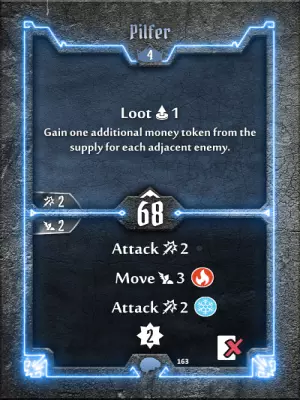 Pilfer
4
Loot 1
Gain one additional money token from the
supply for each adjacent enemy.
2
68
2
Attack 2
Move 3
Attack 2
2
163